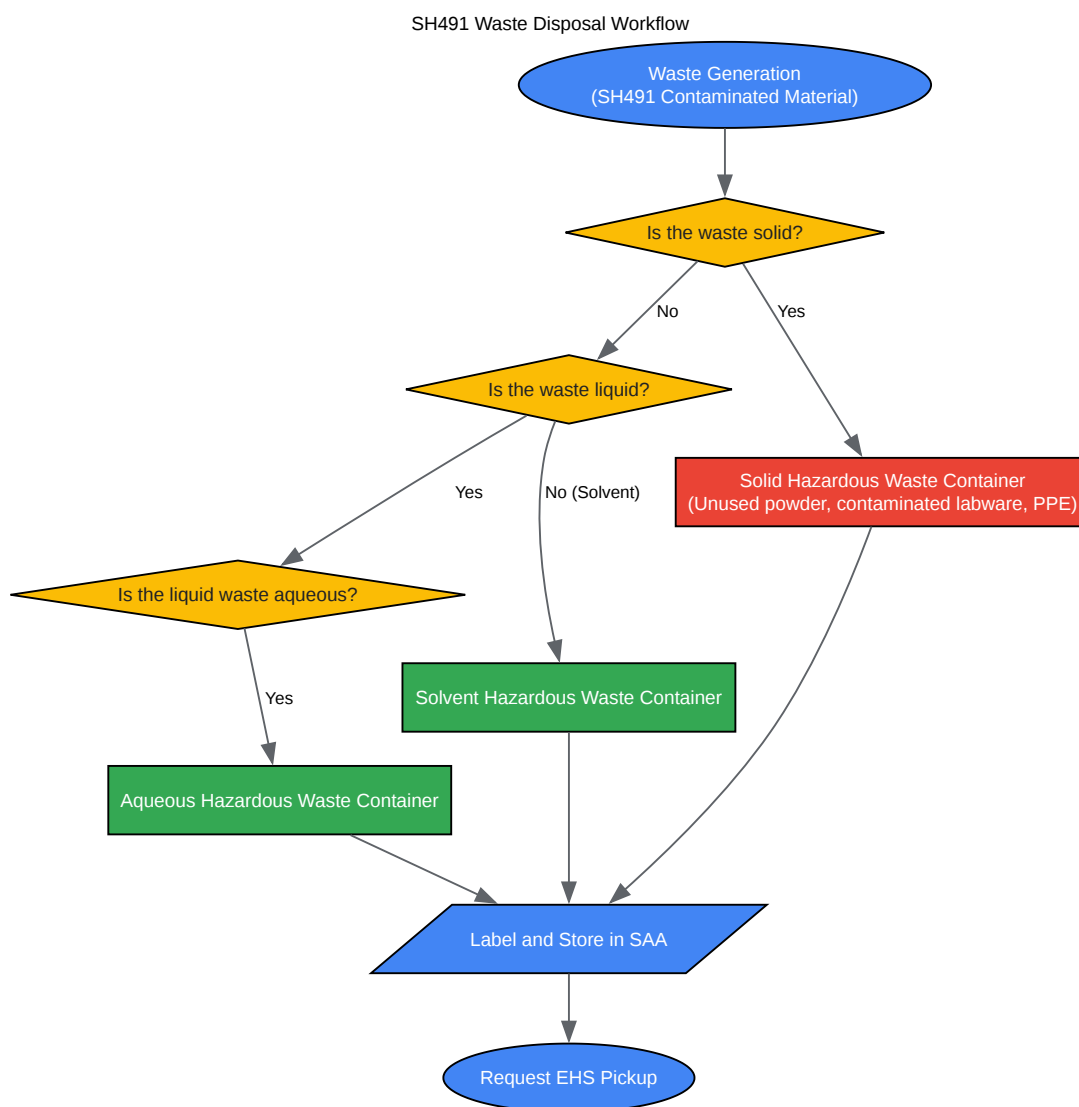 SH491 Waste Disposal Workflow
Waste Generation
(SH491 Contaminated Material)
Is the waste solid?
No
Yes
Is the waste liquid?
Solid Hazardous Waste Container
(Unused powder, contaminated labware, PPE)
Yes
No (Solvent)
Is the liquid waste aqueous?
Solvent Hazardous Waste Container
Yes
Aqueous Hazardous Waste Container
Label and Store in SAA
Request EHS Pickup